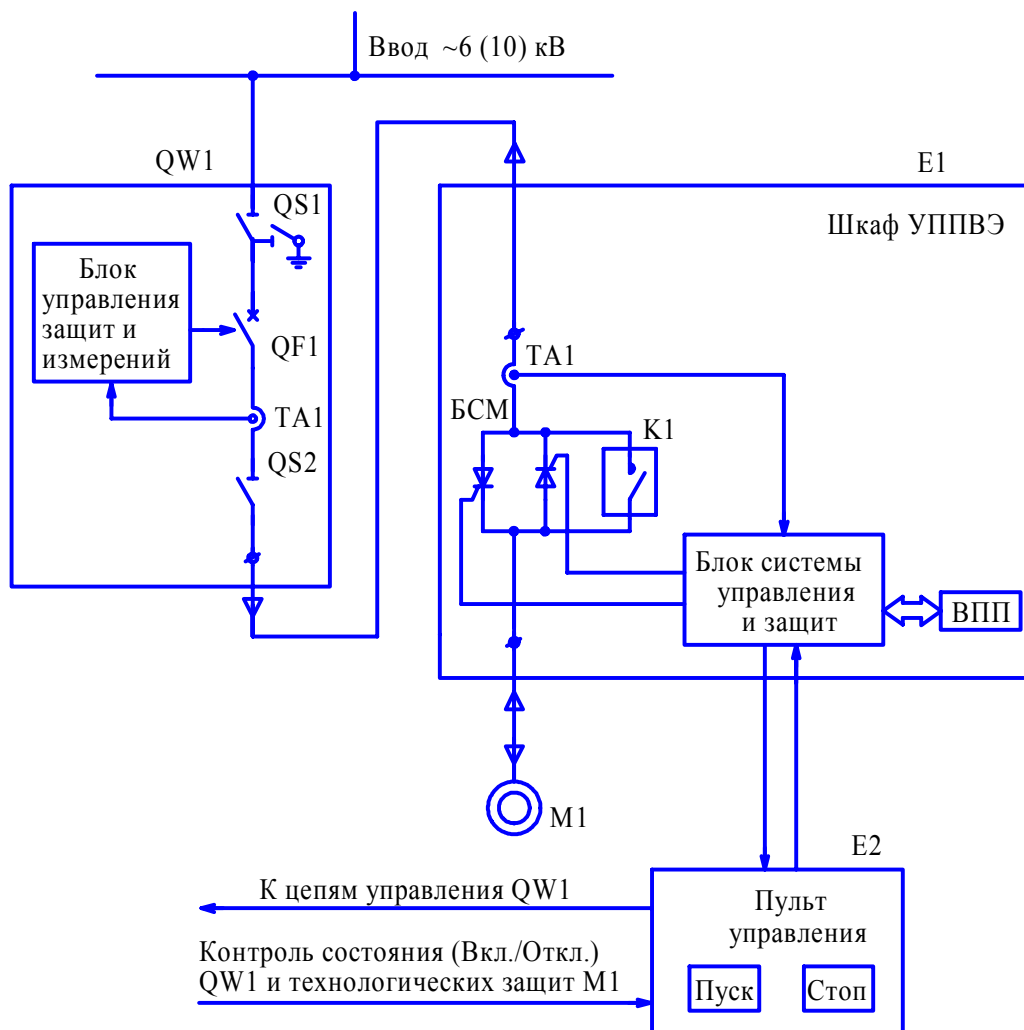 Ввод ~6 (10) кВ
QW1
E1
QS1
Шкаф УППВЭ
Блок
управления
защит и
измерений
QF1
TA1
QS2
TA1
БСМ
K1
Блок системы
управления
и защит
ВПП
M1
E2
К цепям управления QW1
Пульт
управления
Контроль состояния (Вкл./Откл.)
QW1 и технологических защит M1
Пуск
Стоп